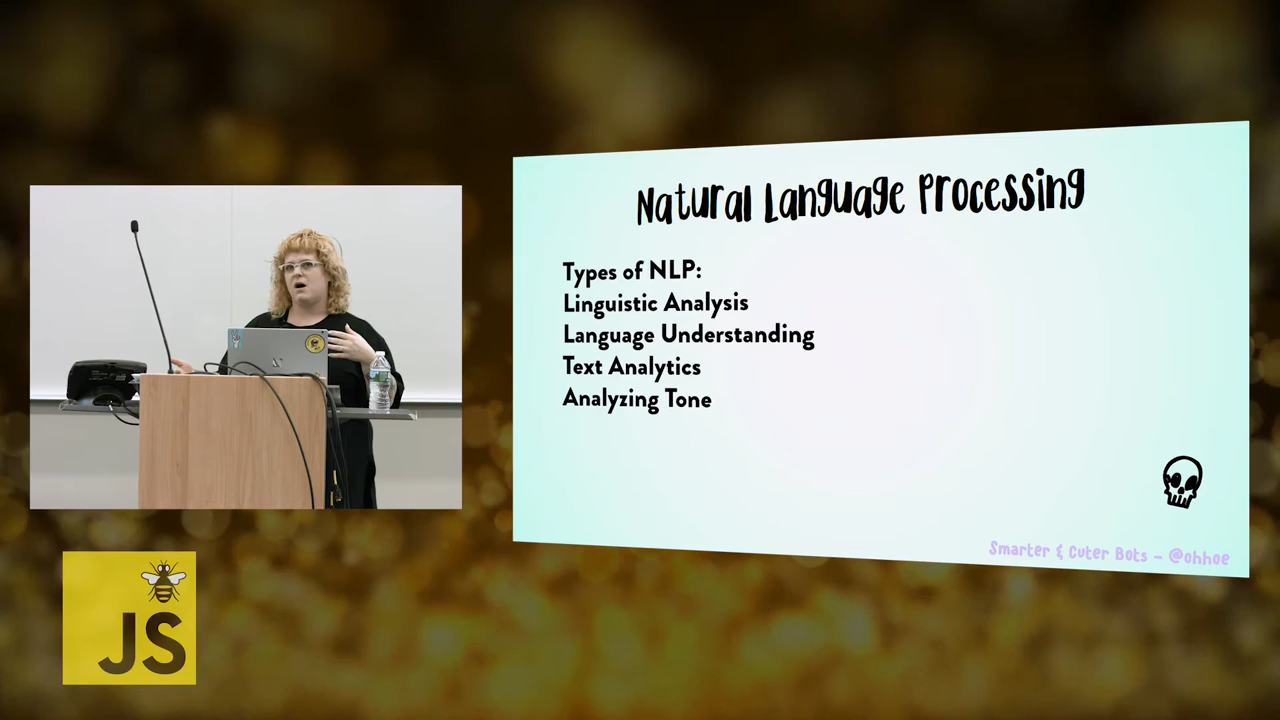 Natural Language Processing
Types of NLP:
Linguistic Analysis
Language Understanding
Text Analytics
Analyzing Tone
Smarter & Cuter Bots - @ohhoe
JS